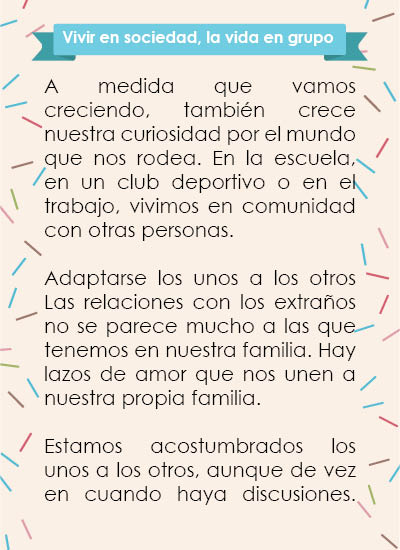 Vivir en sociedad, la vida en grupo
A medida que vamos
creciendo, también crece
nuestra curiosidad por el mundo
que nos rodea. En la escuela,
en un club deportivo o en el
trabajo, vivimos en comunidad
con otras personas.
Adaptarse los unos a los otros
Las relaciones con los extraños
no se parece mucho a las que
tenemos en nuestra familia. Hay
lazos de amor que nos unen a
nuestra propia familia.
Estamos acostumbrados los
unos a los otros, aunque de vez
en cuando haya discusiones.